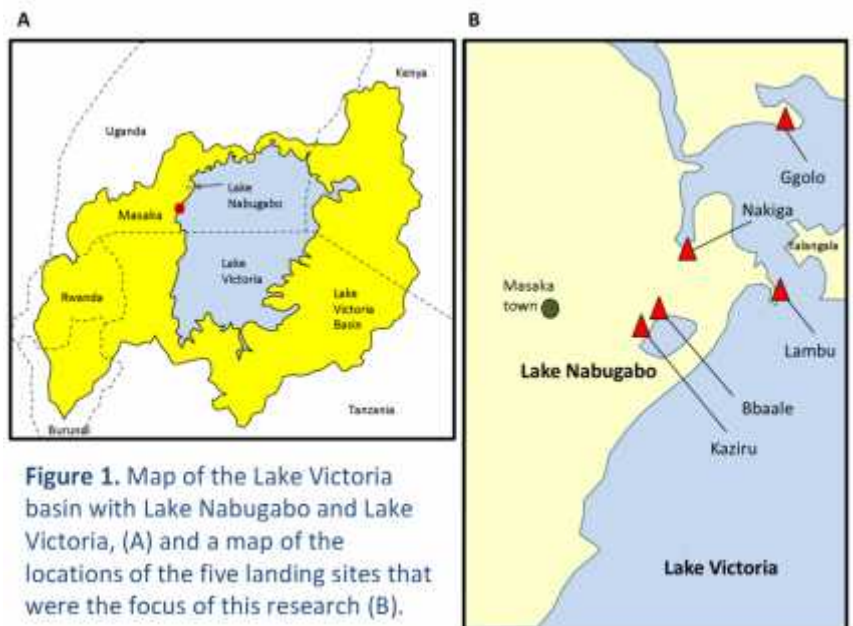 A
Kenya
Uganda
Lake
Nabugabo
Masaka
Lake
Victoria
Rwanda
Lake
Victoria
Basin
Tanzania
Burundi
Figure 1. Map of the Lake Victoria
basin with Lake Nabugabo and Lake
Victoria, (A) and a map of the
locations of the five landing sites that
were the focus of this research (B).
B
Ggolo
Nakiga
Kalangala
Masaka
town
Lambu
Lake Nabugabo
Bbaale
Kaziru
Lake Victoria